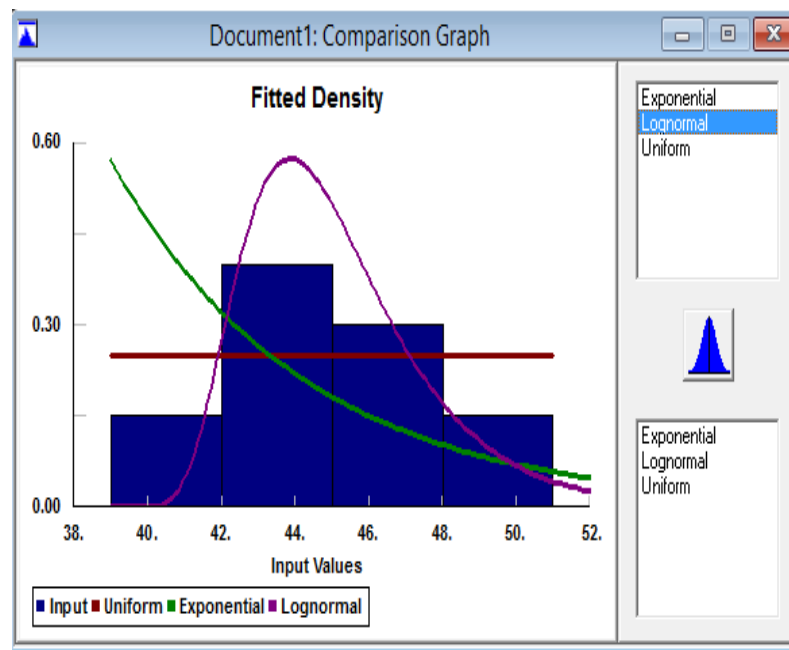 Document1: Comparison Graph
Fitted Density
0.60
0.30
0.00
38. 40. 42. 44. 46. 48. 50. 52.
Input Values
Input Uniform Exponential Lognormal
Exponential
Lognormal
Uniform
Exponential
Lognormal
Uniform